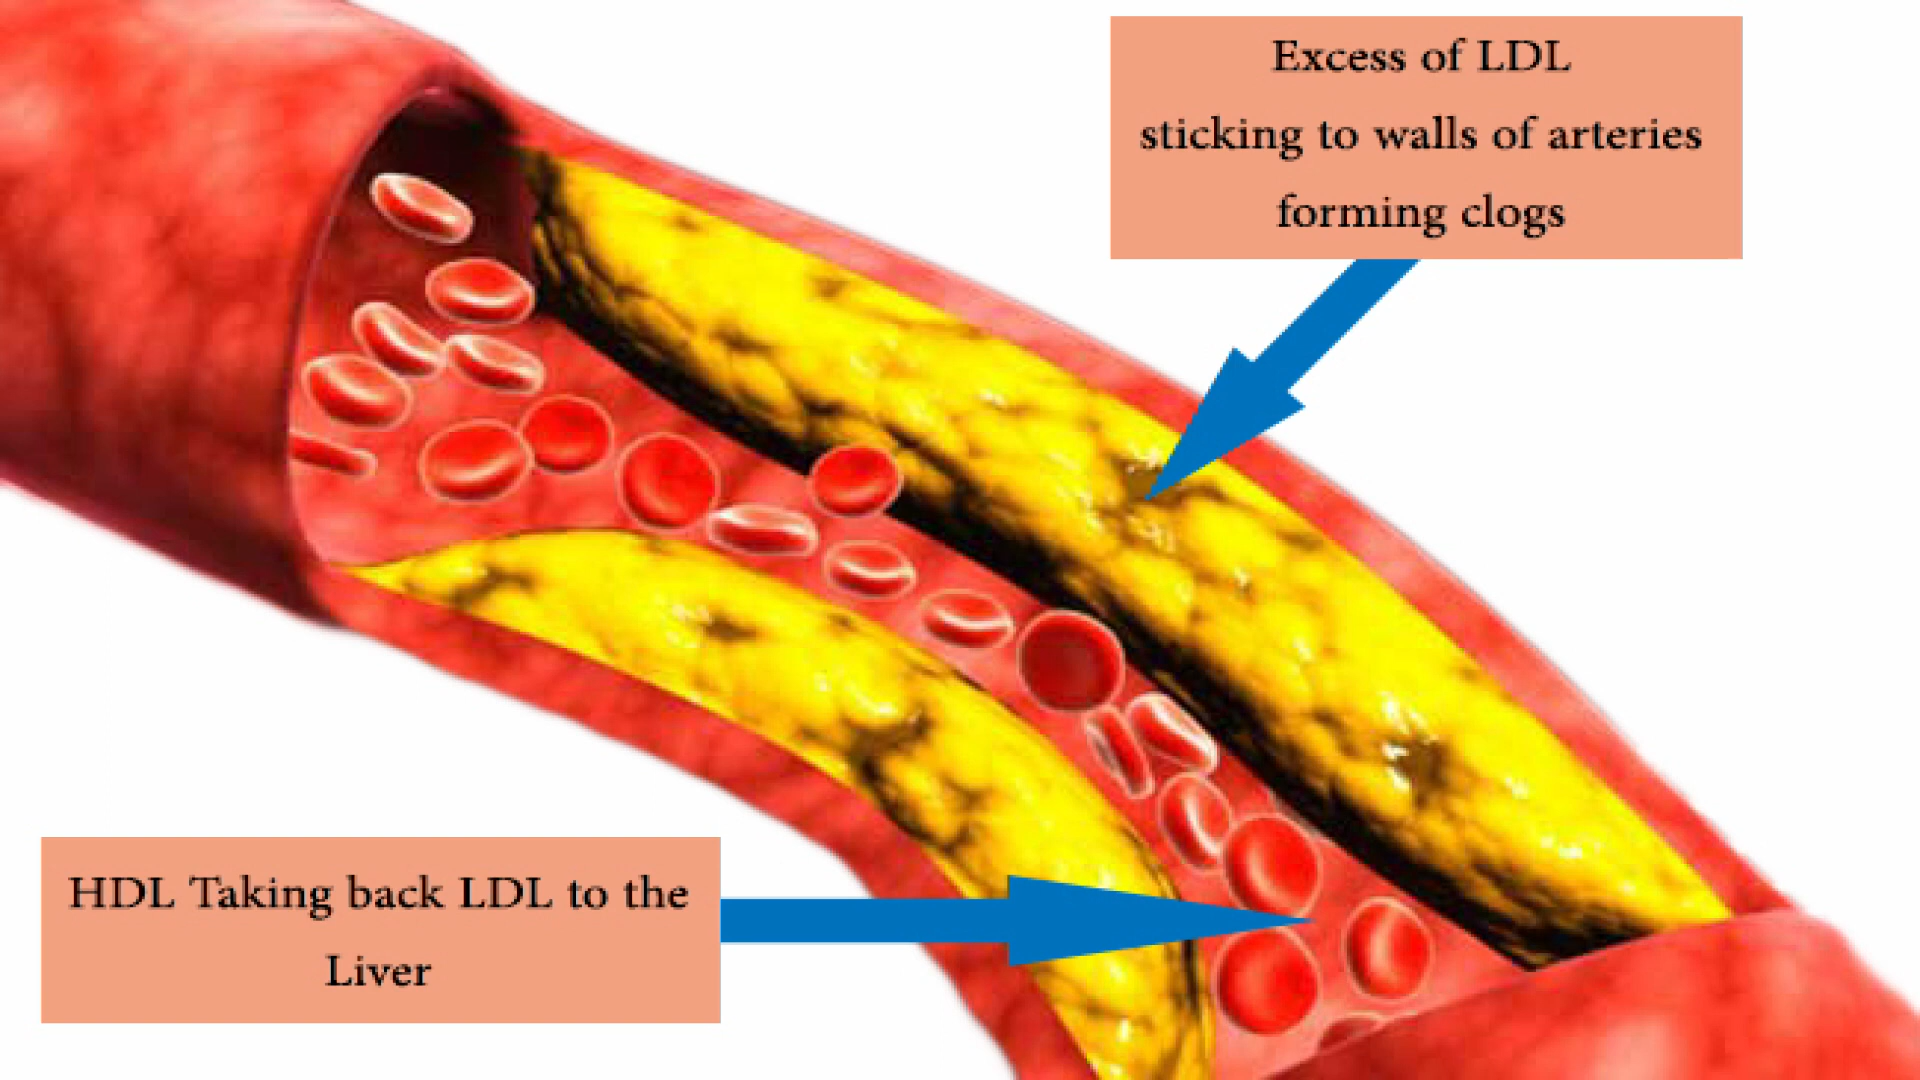 Excess of LDL
sticking to walls of arteries
forming clogs
HDL Taking back LDL to the
Liver